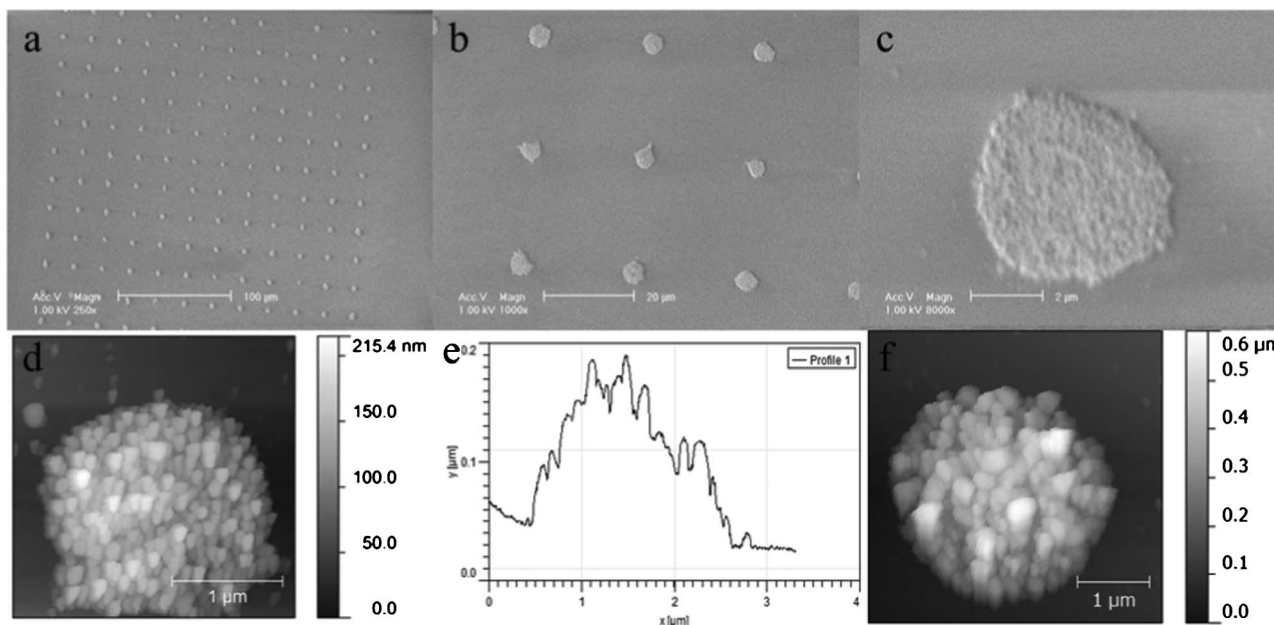 a
Acc.V Magn
1.00 kV 250x
100 µm
b
Acc.V Magn
1.00 kV 1000x
20 µm
c
Acc.V Magn
1.00 kV 8000x
2 µm
d
1 µm
215.4 nm
150.0
100.0
50.0
0.0
e
0.2
0.1
0.0
y[µm]
Profile 1
0
1
2
3
4
x[µm]
f
1 µm
0.6 µm
0.5
0.4
0.3
0.2
0.1
0.0